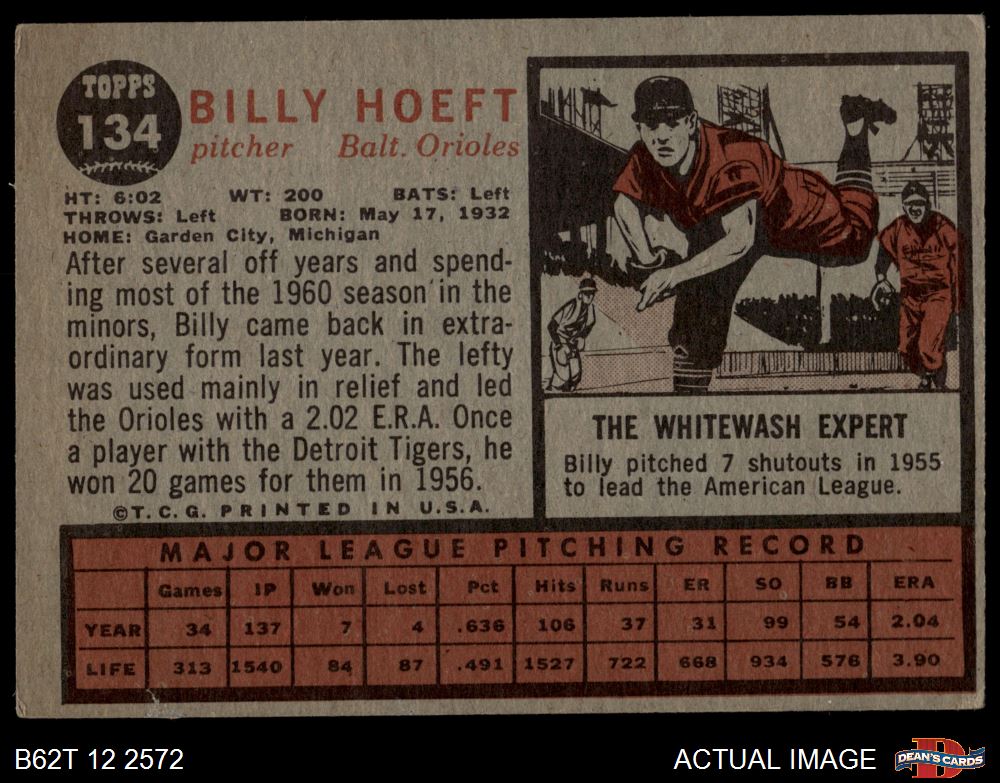 TOPPS
134
BILLY HOEFT
pitcher Balt. Orioles
HT: 6:02 WT: 200 BATS: Left
THROWS: Left BORN: May 17, 1932
HOME: Garden City, Michigan
After several off years and spend-
ing most of the 1960 season in the
minors, Billy came back in extra-
ordinary form last year. The lefty
was used mainly in relief and led
the Orioles with a 2.02 E.R.A. Once
a player with the Detroit Tigers, he
won 20 games for them in 1956.
©T.C.G. PRINTED IN U.S.A.
THE WHITEWASH EXPERT
Billy pitched 7 shutouts in 1955
to lead the American League.
MAJOR LEAGUE PITCHING RECORD
Games IP Won Lost Pct Hits Runs ER SO BB ERA
YEAR 34 137 7 4 .636 106 37 31 99 54 2.04
LIFE 313 1540 84 87 .491 1527 722 668 934 576 3.90
B62T 12 2572 ACTUAL IMAGE
DEAN'S CARDS